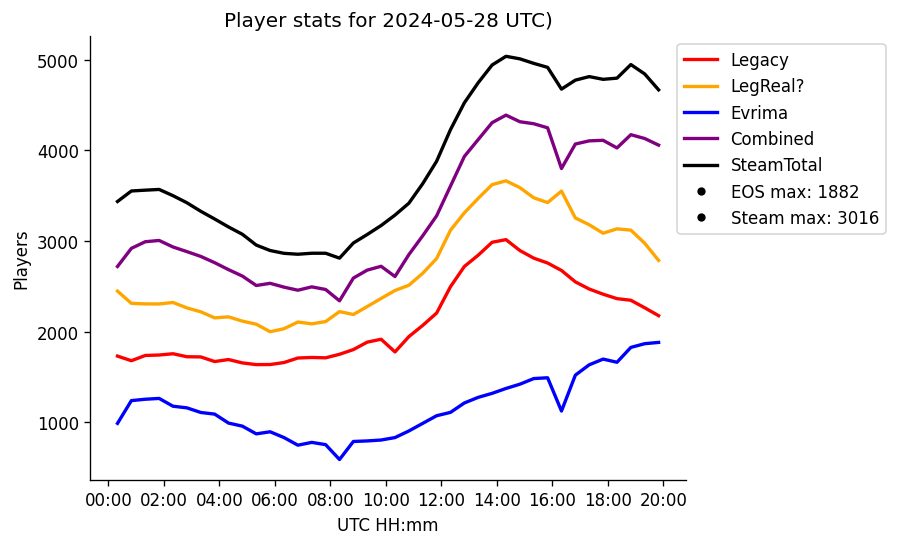 Player stats for 2024-05-28 UTC)
Players
5000
4000
3000
2000
1000
00:00 02:00 04:00 06:00 08:00 10:00 12:00 14:00 16:00 18:00 20:00
UTC HH:mm
Legacy
LegReal?
Evrima
Combined
SteamTotal
EOS max: 1882
Steam max: 3016